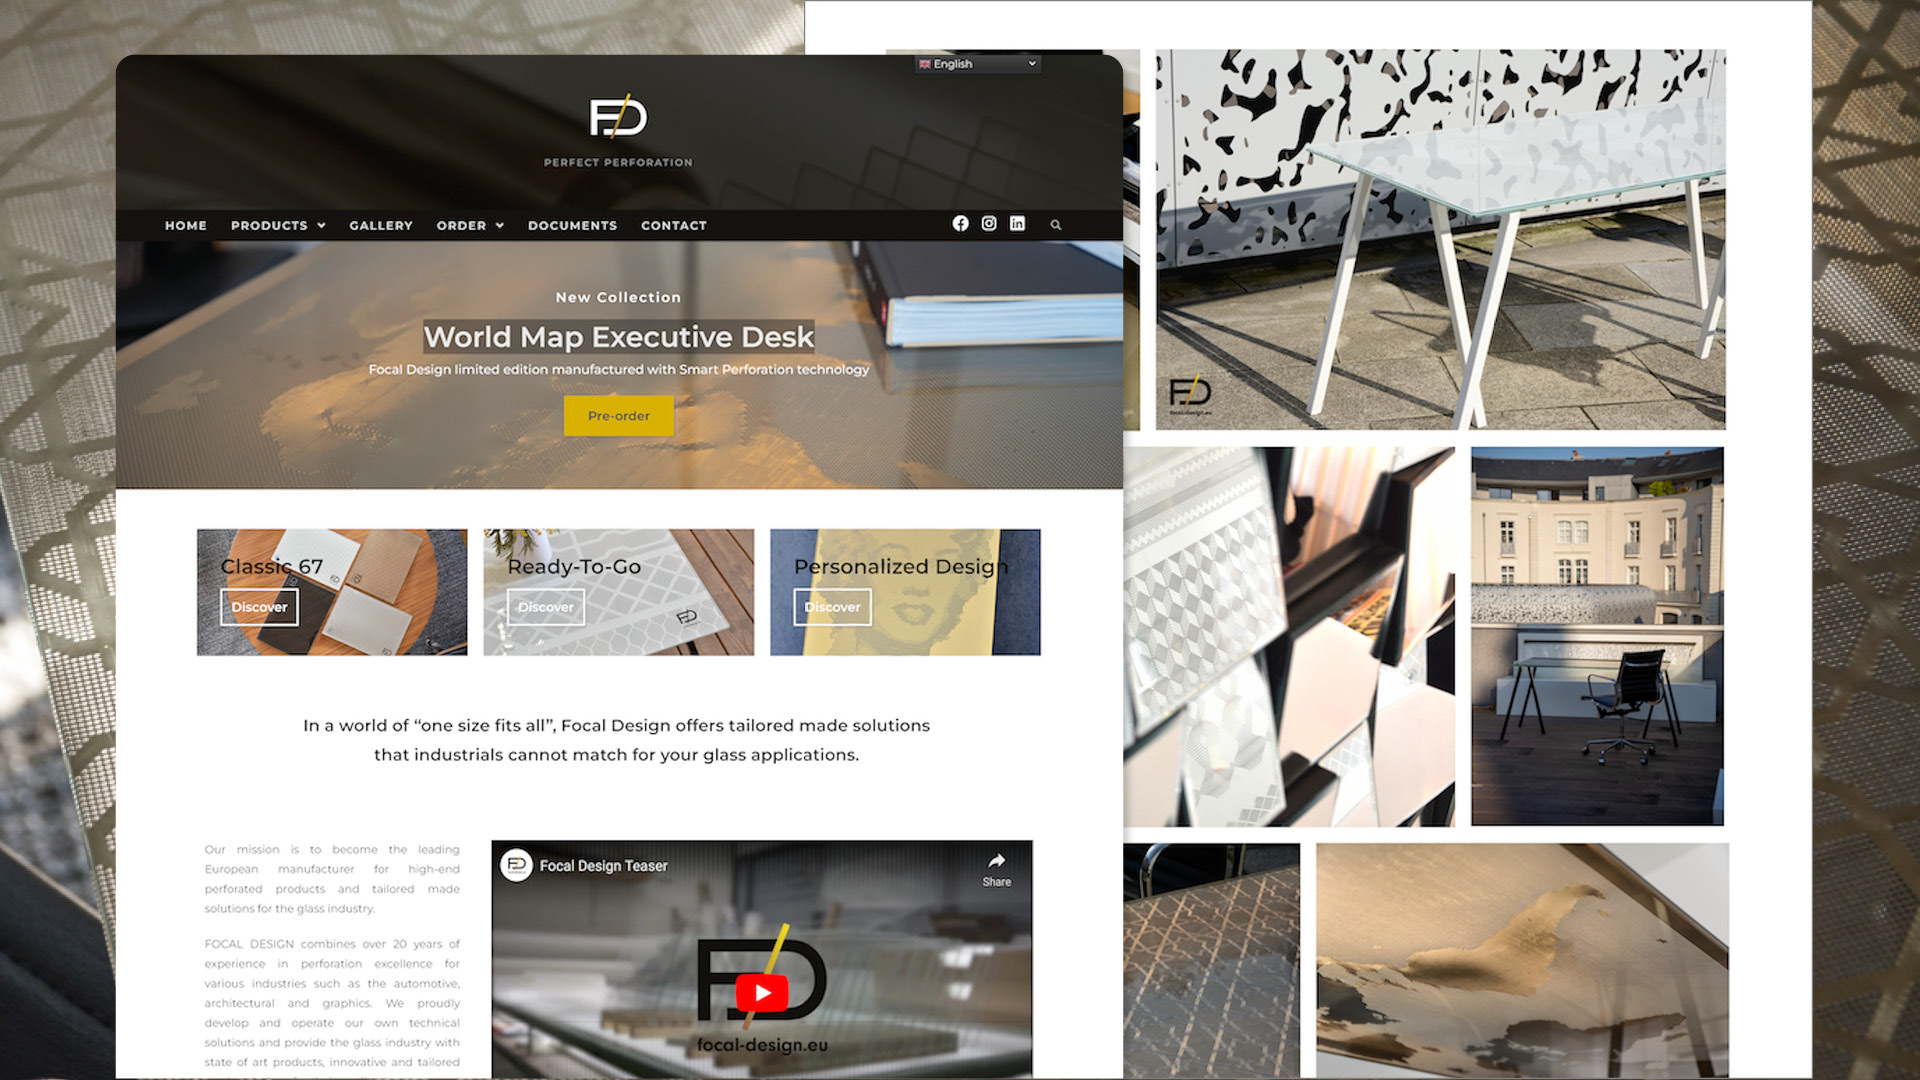 English
FD
PERFECT PERFORATION
HOME
PRODUCTS
GALLERY
ORDER
DOCUMENTS
CONTACT
New Collection
World Map Executive Desk
Focal Design limited edition manufactured with Smart Perforation technology
Pre-order
Classic 67
Discover
Ready-To-Go
Discover
Personalized Design
Discover
In a world of “one size fits all”, Focal Design offers tailored made solutions
that industrials cannot match for your glass applications.
Our mission is to become the leading
European manufacturer for high-end
perforated products and tailored made
solutions for the glass industry.
FOCAL DESIGN combines over 20 years of
experience in perforation excellence for
various industries such as the automotive,
architectural and graphics. We proudly
develop and operate our own technical
solutions and provide the glass industry with
state of art products, innovative and tailored
FD
Focal Design Teaser
Share
FD
focal-design.eu
FD
focal-design.eu